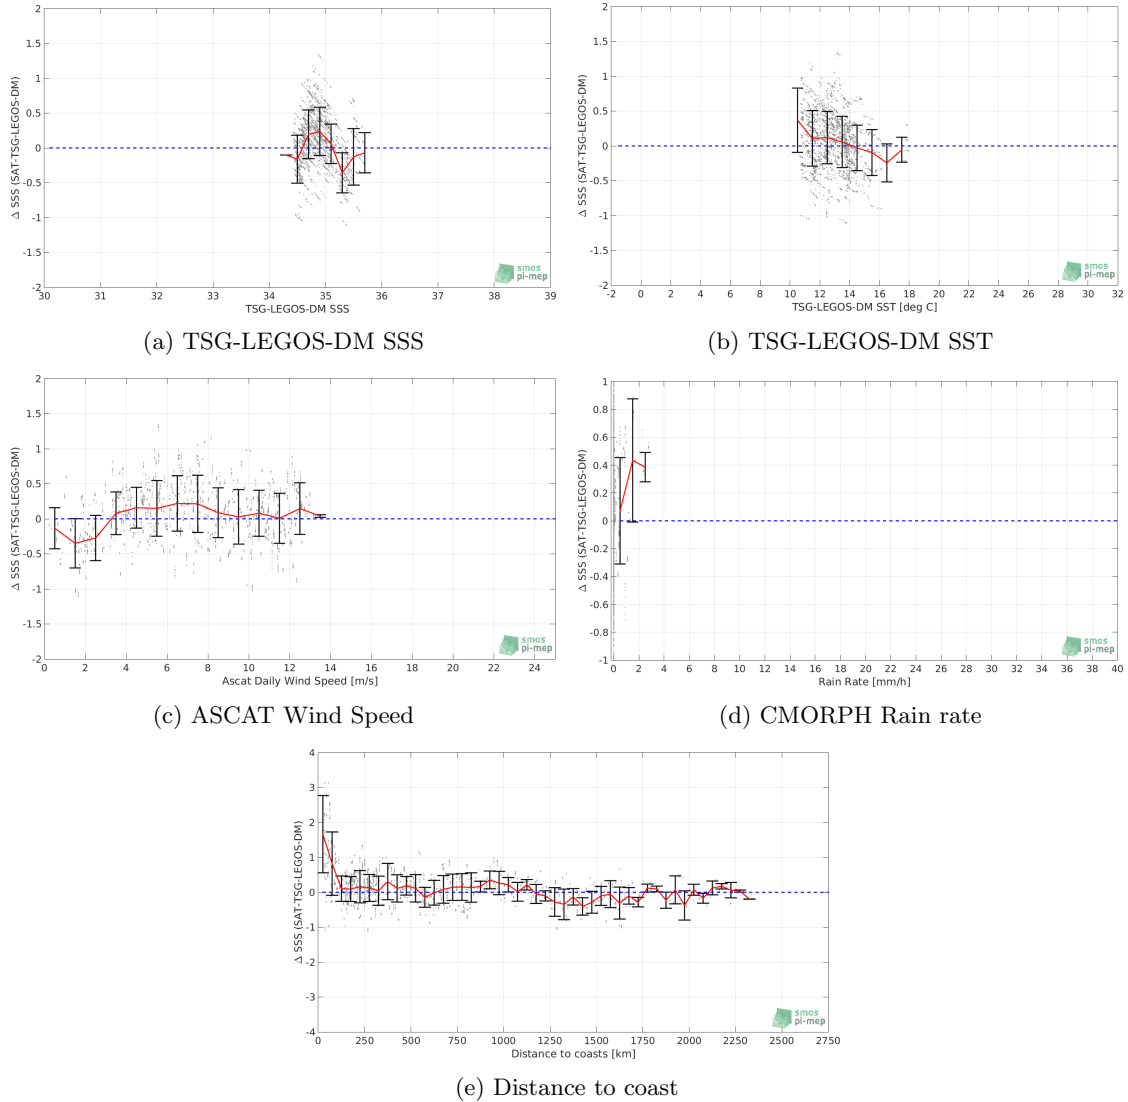 2
1.5
1
0.5
0
-0.5
-1
-1.5
-2
Δ SSS (SAT-TSG-LEGOS-DM)
30 31 32 33 34 35 36 37 38 39
TSG-LEGOS-DM SSS
smos
pi-mep
(a) TSG-LEGOS-DM SSS
2
1.5
1
0.5
0
-0.5
-1
-1.5
-2
Δ SSS (SAT-TSG-LEGOS-DM)
-2 0 2 4 6 8 10 12 14 16 18 20 22 24 26 28 30 32
TSG-LEGOS-DM SST [deg C]
smos
pi-mep
(b) TSG-LEGOS-DM SST
2
1.5
1
0.5
0
-0.5
-1
-1.5
-2
Δ SSS (SAT-TSG-LEGOS-DM)
0 2 4 6 8 10 12 14 16 18 20 22 24
Ascat Daily Wind Speed [m/s]
smos
pi-mep
(c) ASCAT Wind Speed
1
0.8
0.6
0.4
0.2
0
-0.2
-0.4
-0.6
-0.8
-1
Δ SSS (SAT-TSG-LEGOS-DM)
0 2 4 6 8 10 12 14 16 18 20 22 24 26 28 30 32 34 36 38 40
Rain Rate [mm/h]
smos
pi-mep
(d) CMORPH Rain rate
4
3
2
1
0
-1
-2
-3
-4
Δ SSS (SAT-TSG-LEGOS-DM)
0 250 500 750 1000 1250 1500 1750 2000 2250 2500 2750
Distance to coasts [km]
smos
pi-mep
(e) Distance to coast